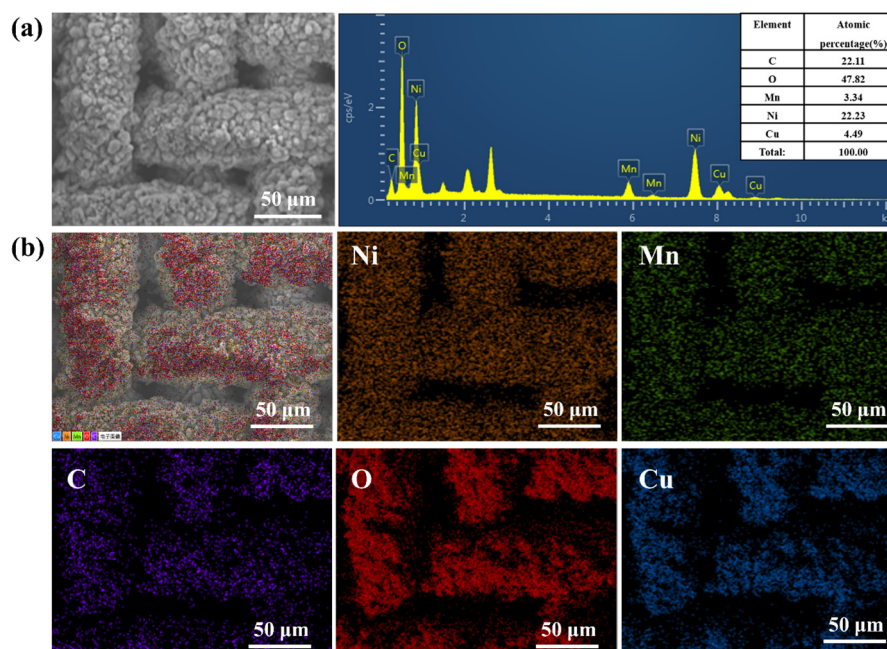 (a)
50 μm
cps/eV
2
0
O
Ni
C
Cu
Mn
Mn
Mn
Ni
Cu
Cu
2
4
6
8
10
k
Element Atomic percentage(%)
C 22.11
O 47.82
Mn 3.34
Ni 22.23
Cu 4.49
Total: 100.00
(b)
50 μm
Ni
50 μm
Mn
50 μm
C
50 μm
O
50 μm
Cu
50 μm